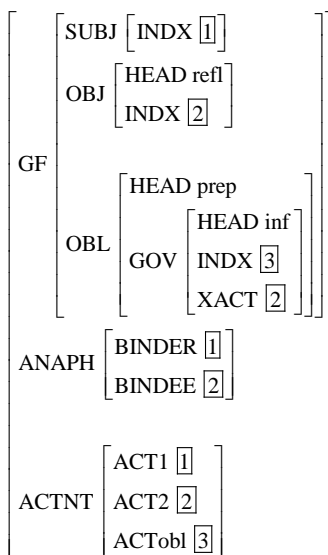 SUBJ [INDX 1]
HEAD refl
OBJ
INDX 2
HEAD prep
HEAD inf
GF
OBL
GOV
INDX 3
XACT 2
BINDER 1
ANAPH
BINDEE 2
ACT1 1
ACTNT
ACT2 2
ACTobl 3